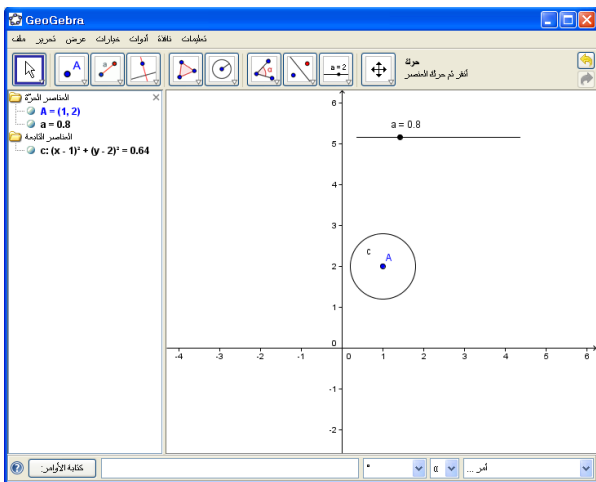 GeoGebra
ملف تحرير عرض خيارات أدوات نافذة تعليمات
A a a = 2
حرك
أنقر ثم حرك العنصر
العناصر الحرّة
A = (1, 2)
a = 0.8
العناصر التابعة
c: (x - 1)² + (y - 2)² = 0.64
a = 0.8
c
A
6
5
4
3
2
1
0
-1
-2
-4 -3 -2 -1 0 1 2 3 4 5 6
كتابة الأوامر:
° α أمر ...